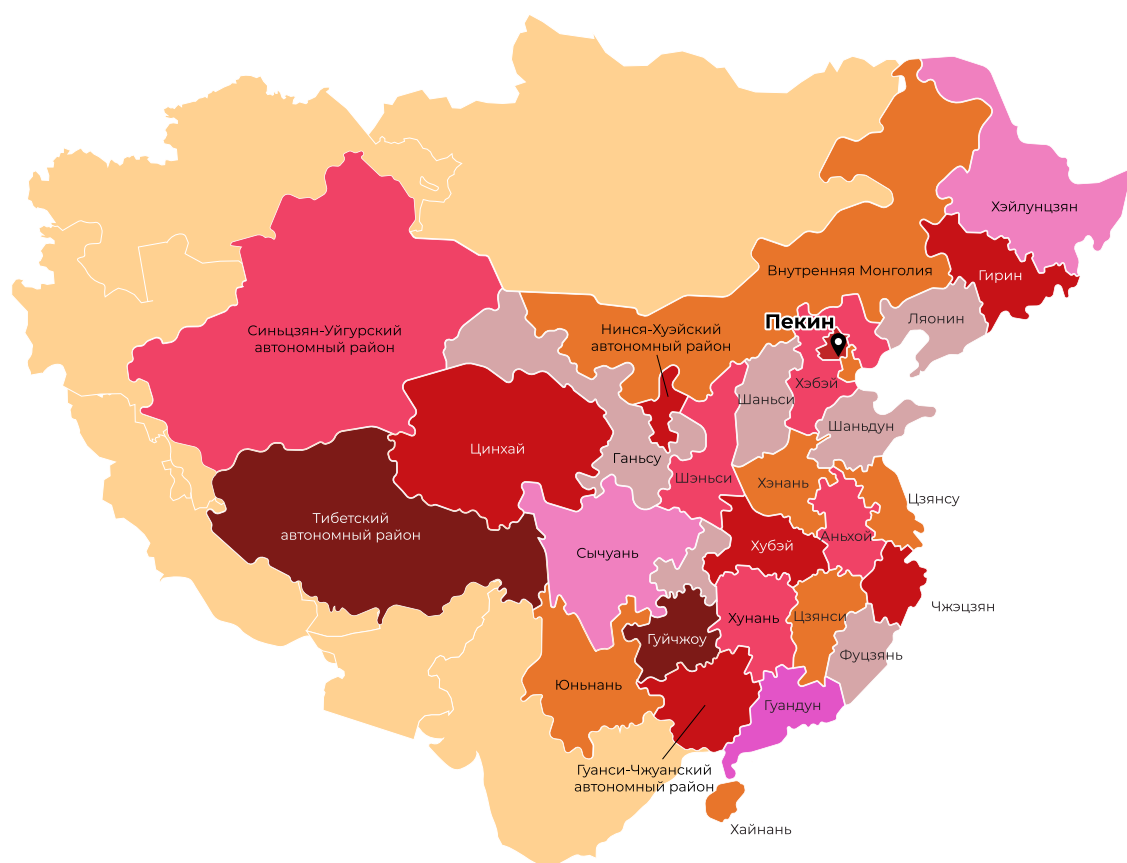 Хэйлунцзян
Внутренняя Монголия
Гирин
Пекин
Ляонин
Синьцзян-Уйгурский
автономный район
Нинся-Хуэйский
автономный район
Хэбэй
Шаньси
Шаньдун
Цинхай
Ганьсу
Шэньси
Хэнань
Цзянсу
Тибетский
автономный район
Сычуань
Хубэй
Аньхой
Чжэцзян
Гуйчжоу
Хунань
Цзянси
Фуцзянь
Юньнань
Гуандун
Гуанси-Чжуанский
автономный район
Хайнань